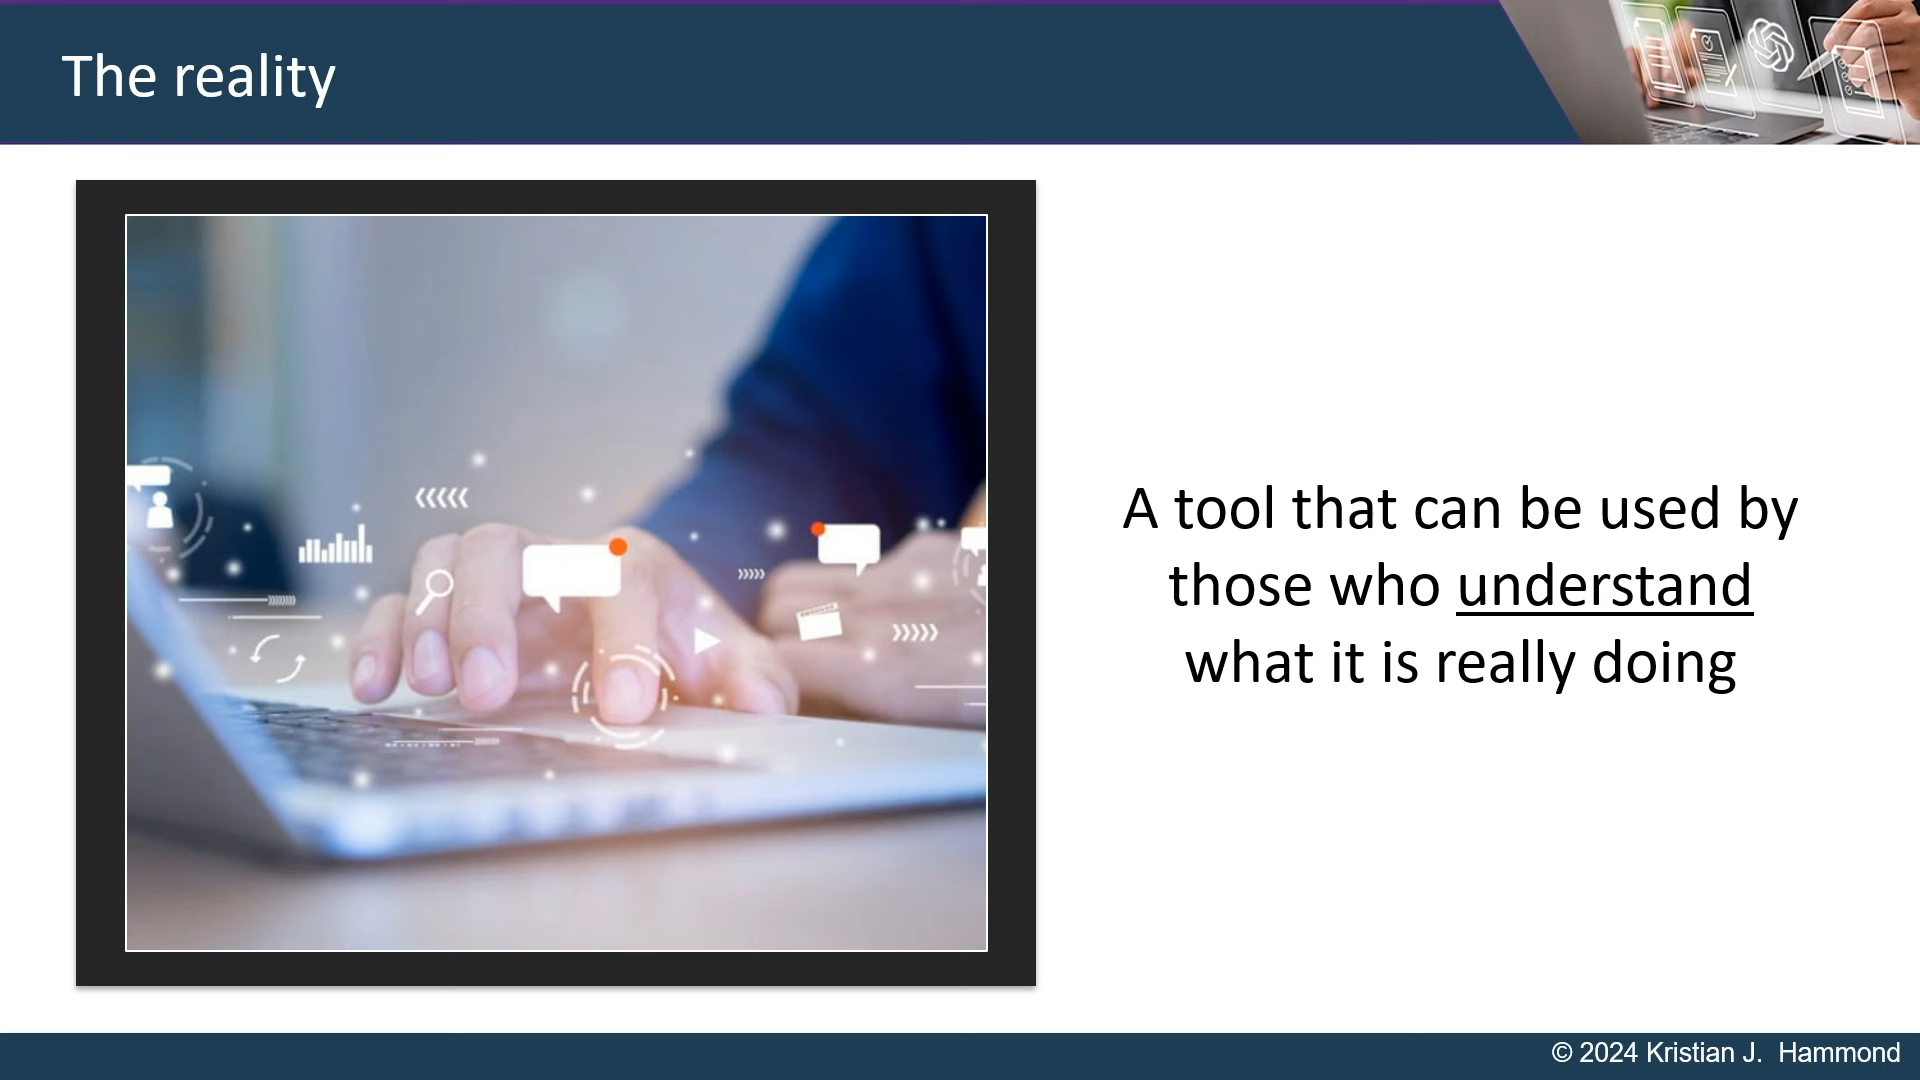 The reality
A tool that can be used by
those who understand
what it is really doing
© 2024 Kristian J.  Hammond